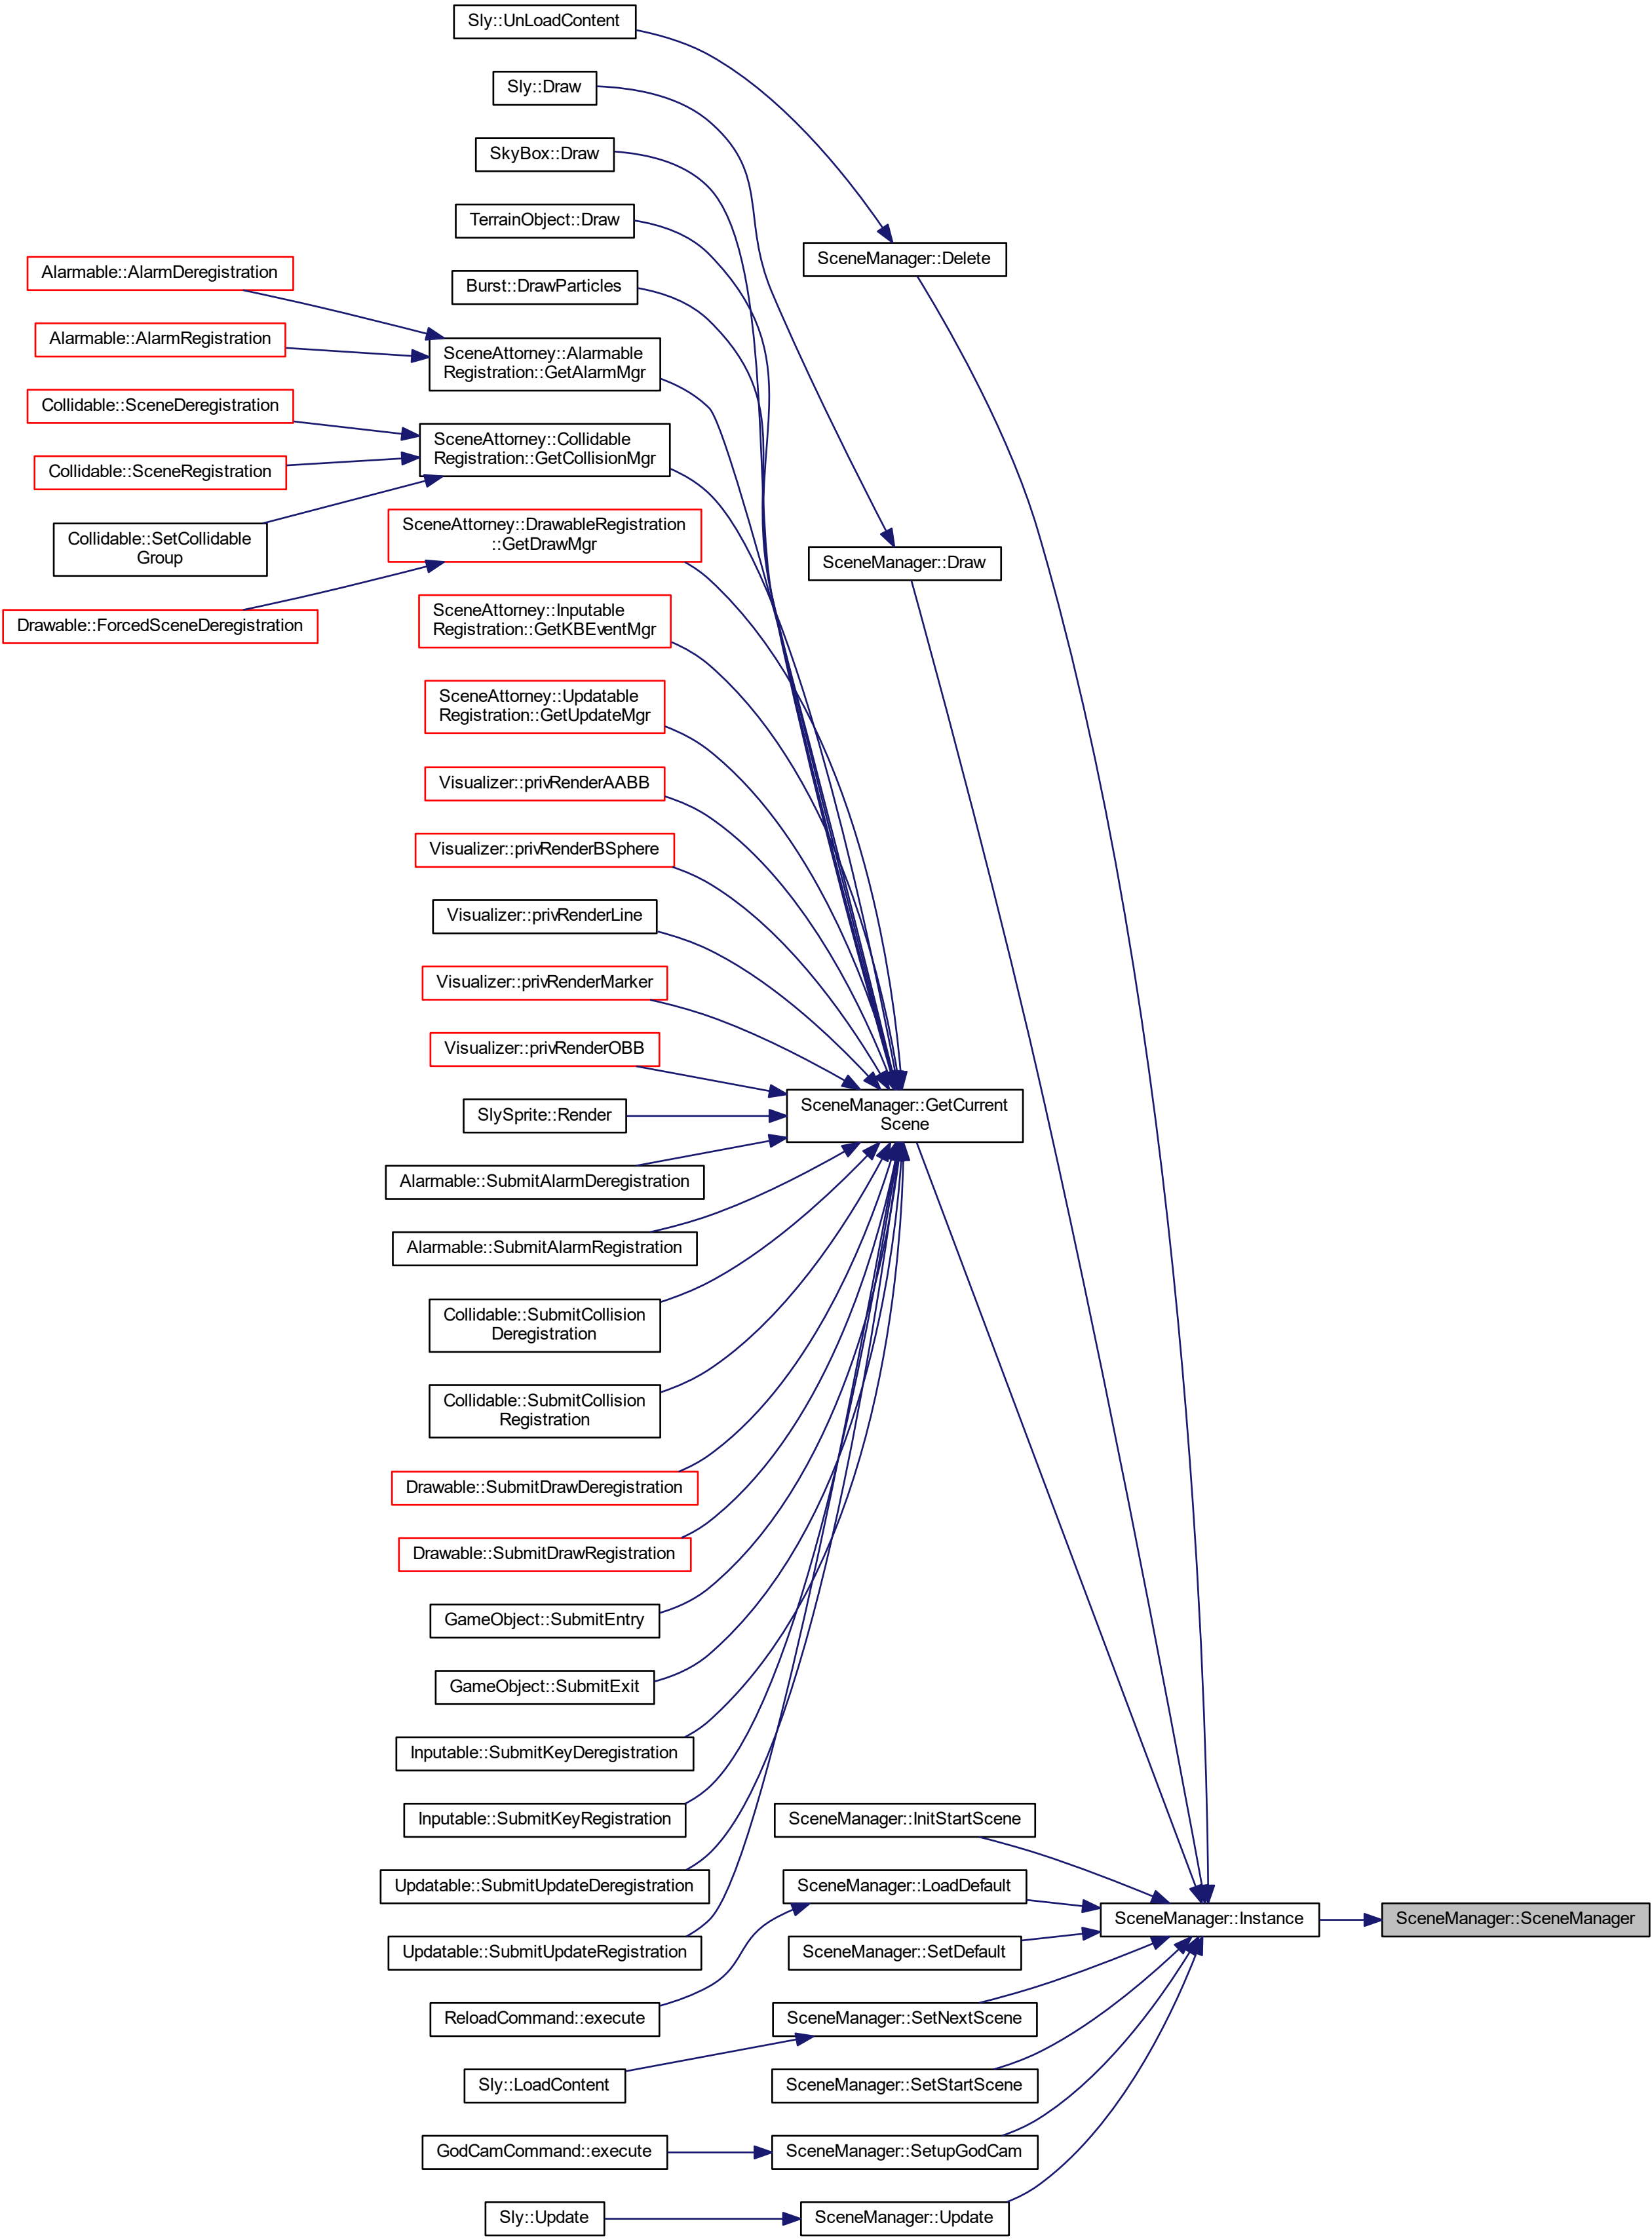 Sly::UnLoadContent
Sly::Draw
SkyBox::Draw
TerrainObject::Draw
Burst::DrawParticles
SceneManager::Delete
Alarmable::AlarmDeregistration
Alarmable::AlarmRegistration
SceneAttorney::Alarmable
Registration::GetAlarmMgr
Collidable::SceneDeregistration
Collidable::SceneRegistration
SceneAttorney::Collidable
Registration::GetCollisionMgr
Collidable::SetCollidable
Group
SceneAttorney::DrawableRegistration
::GetDrawMgr
SceneManager::Draw
Drawable::ForcedSceneDeregistration
SceneAttorney::Inputable
Registration::GetKBEventMgr
SceneAttorney::Updatable
Registration::GetUpdateMgr
Visualizer::privRenderAABB
Visualizer::privRenderBSphere
Visualizer::privRenderLine
Visualizer::privRenderMarker
Visualizer::privRenderOBB
SlySprite::Render
SceneManager::GetCurrent
Scene
Alarmable::SubmitAlarmDeregistration
Alarmable::SubmitAlarmRegistration
Collidable::SubmitCollision
Deregistration
Collidable::SubmitCollision
Registration
Drawable::SubmitDrawDeregistration
Drawable::SubmitDrawRegistration
GameObject::SubmitEntry
GameObject::SubmitExit
Inputable::SubmitKeyDeregistration
Inputable::SubmitKeyRegistration
SceneManager::InitStartScene
Updatable::SubmitUpdateDeregistration
SceneManager::LoadDefault
SceneManager::Instance
SceneManager::SceneManager
Updatable::SubmitUpdateRegistration
SceneManager::SetDefault
ReloadCommand::execute
SceneManager::SetNextScene
Sly::LoadContent
SceneManager::SetStartScene
GodCamCommand::execute
SceneManager::SetupGodCam
Sly::Update
SceneManager::Update